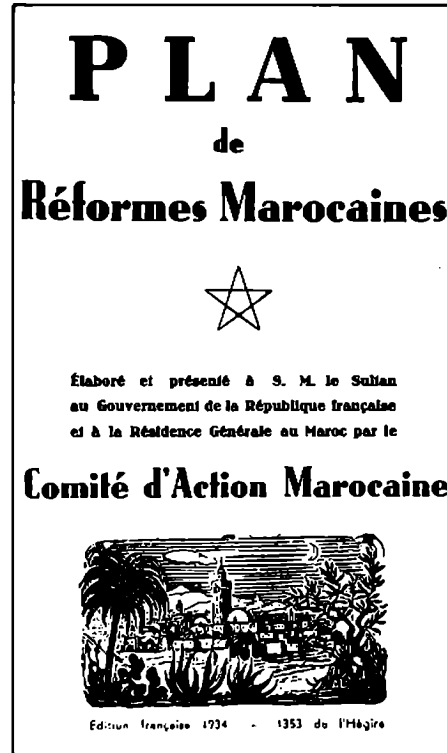 PLAN
de
Réformes Marocaines
Élaboré et présenté à S. M. le Sultan
au Gouvernement de la République française
et à la Résidence Générale au Maroc par le
Comité d'Action Marocaine
Edition française 1934 - 1353 de l'Hégire